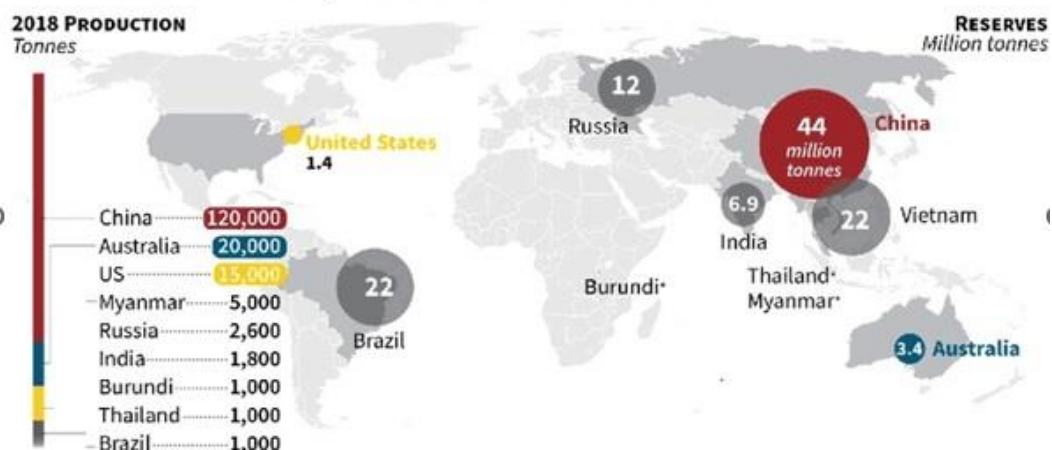 2018 PRODUCTION
Tonnes
RESERVES
Million tonnes
12
Russia
44
million
tonnes
China
United States
1.4
6.9
India
22
Vietnam
Thailand*
Myanmar*
Burundi*
22
Brazil
3.4 Australia
China 120,000
Australia 20,000
US 15,000
Myanmar 5,000
Russia 2,600
India 1,800
Burundi 1,000
Thailand 1,000
Brazil 1,000